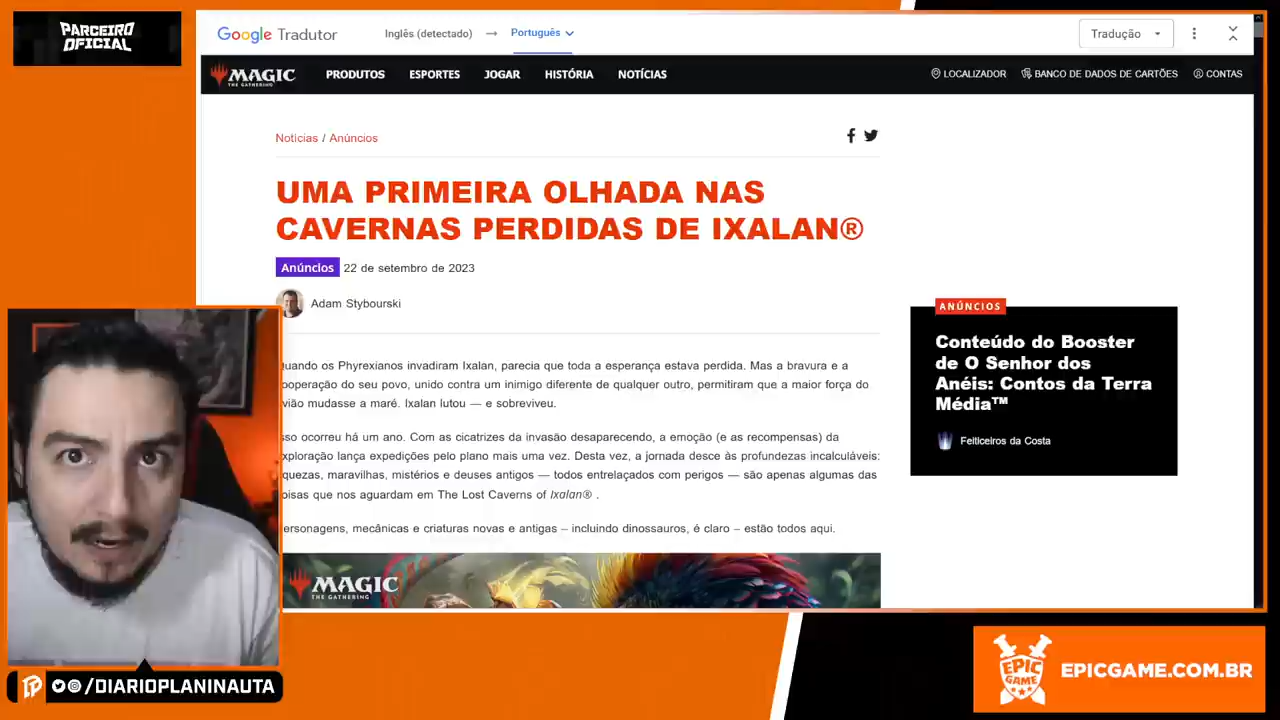 PARCEIRO
OFICIAL
Google Tradutor
Inglês (detectado) → Português
Tradução
MAGIC
THE GATHERING
PRODUTOS
ESPORTES
JOGAR
HISTÓRIA
NOTÍCIAS
LOCALIZADOR
BANCO DE DADOS DE CARTÕES
CONTAS
Notícias / Anúncios
UMA PRIMEIRA OLHADA NAS
CAVERNAS PERDIDAS DE IXALAN®
Anúncios 22 de setembro de 2023
Adam Stybourski
uando os Phyrexianos invadiram Ixalan, parecia que toda a esperança estava perdida. Mas a bravura e a
ooperação do seu povo, unido contra um inimigo diferente de qualquer outro, permitiram que a maior força do
vião mudasse a maré. Ixalan lutou — e sobreviveu.
sso ocorreu há um ano. Com as cicatrizes da invasão desaparecendo, a emoção (e as recompensas) da
xploração lança expedições pelo plano mais uma vez. Desta vez, a jornada desce às profundezas incalculáveis:
quezas, maravilhas, mistérios e deuses antigos — todos entrelaçados com perigos — são apenas algumas das
oisas que nos aguardam em The Lost Caverns of Ixalan® .
ersonagens, mecânicas e criaturas novas e antigas – incluindo dinossauros, é claro – estão todos aqui.
MAGIC
THE GATHERING
ANÚNCIOS
Conteúdo do Booster
de O Senhor dos
Anéis: Contos da Terra
Média™
Feiticeiros da Costa
/DIARIOPLANINAUTA
EPIC
GAME
EPICGAME.COM.BR